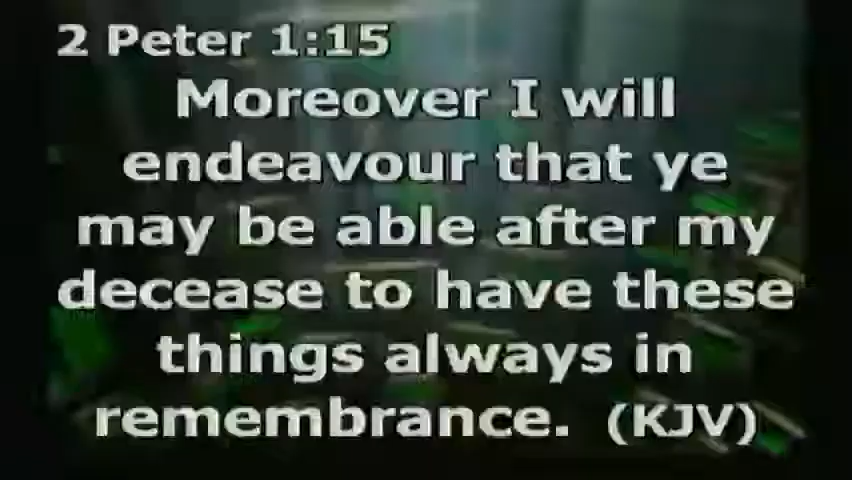 2 Peter 1:15
Moreover I will
endeavour that ye
may be able after my
decease to have these
things always in
remembrance. (KJV)